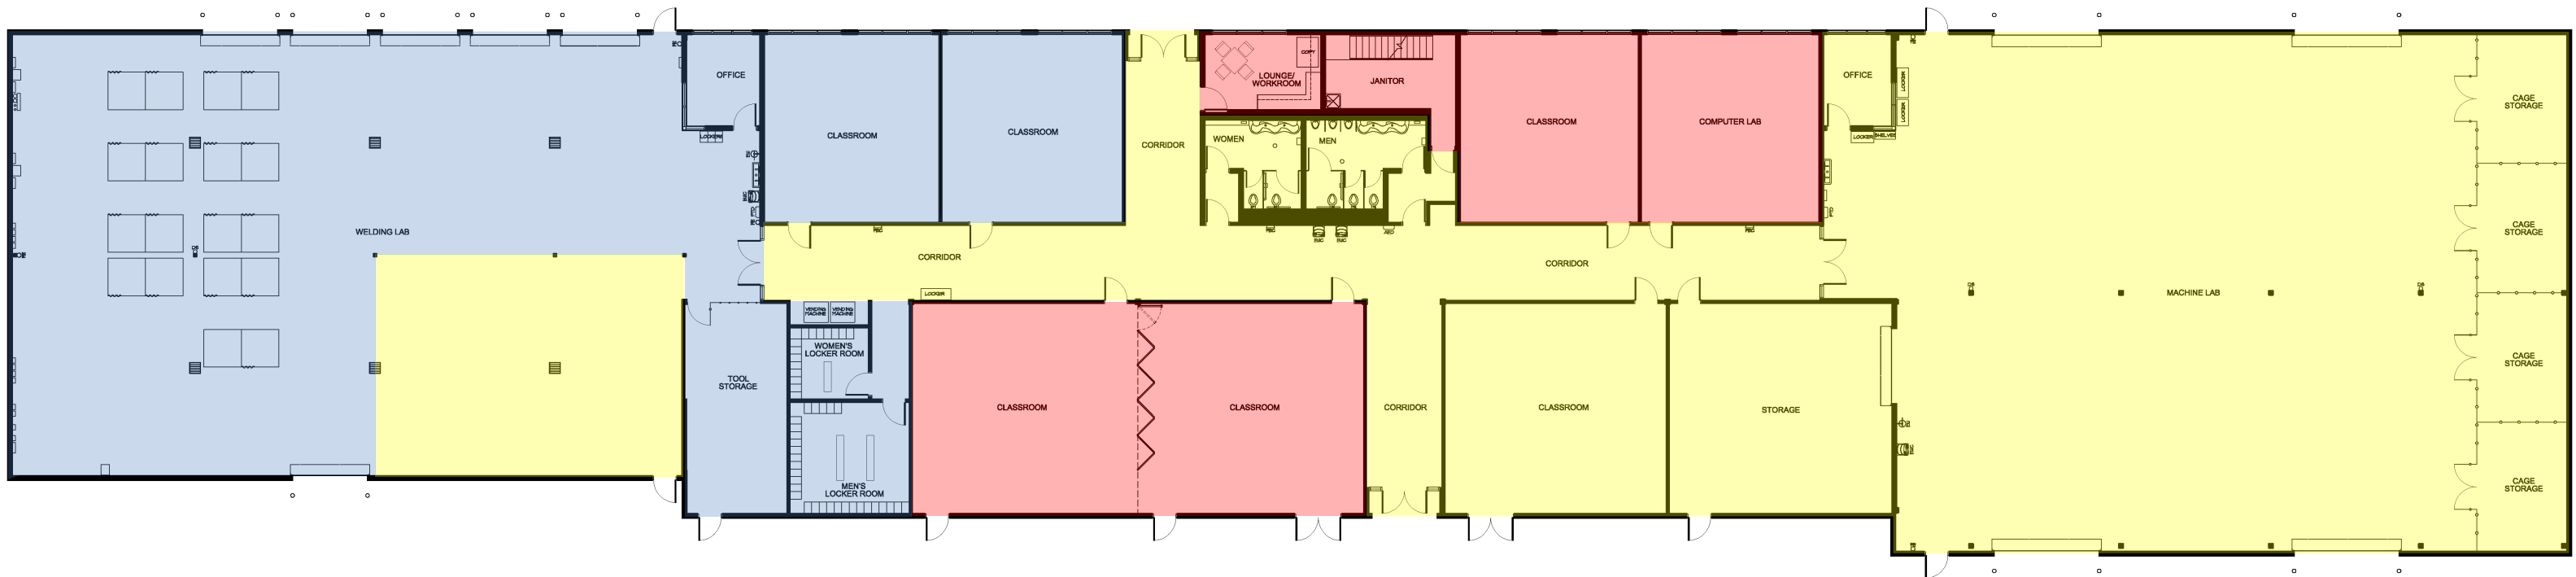 OFFICE
LOCKERS
WELDING LAB
CLASSROOM
CLASSROOM
CORRIDOR
LOUNGE/
WORKROOM
COPY
JANITOR
WOMEN
MEN
CLASSROOM
COMPUTER LAB
OFFICE
LOCKER
LOCKER
LOCKER
SHELVES
CAGE
STORAGE
CAGE
STORAGE
CAGE
STORAGE
CAGE
STORAGE
MACHINE LAB
CORRIDOR
CORRIDOR
LOCKER
VENDING
MACHINE
VENDING
MACHINE
WOMEN'S
LOCKER ROOM
TOOL
STORAGE
MEN'S
LOCKER ROOM
CLASSROOM
CLASSROOM
CORRIDOR
CLASSROOM
STORAGE